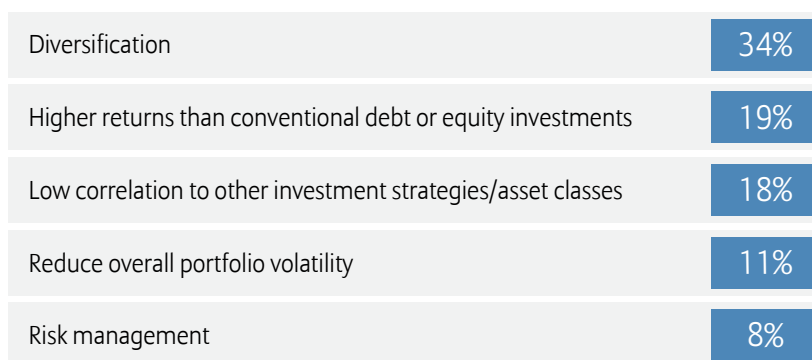 Diversification 34%
Higher returns than conventional debt or equity investments 19%
Low correlation to other investment strategies/asset classes 18%
Reduce overall portfolio volatility 11%
Risk management 8%